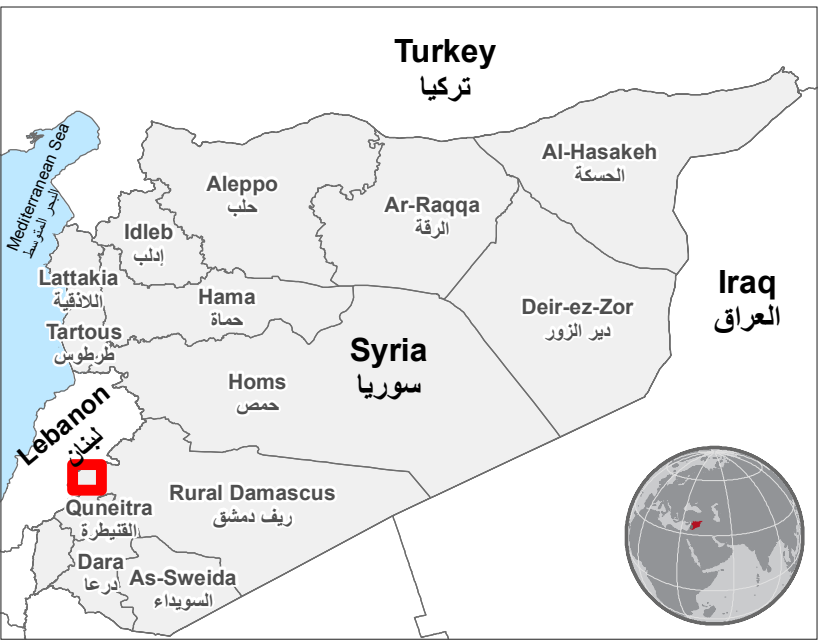 Turkey
تركيا
Mediterranean Sea
البحر المتوسط
Al-Hasakeh
الحسكة
Aleppo
حلب
Ar-Raqqa
الرقة
Idleb
إدلب
Lattakia
اللاذقية
Hama
حماة
Iraq
العراق
Deir-ez-Zor
دير الزور
Tartous
طرطوس
Syria
سوريا
Homs
حمص
Lebanon
لبنان
Rural Damascus
ريف دمشق
Quneitra
القنيطرة
Dara
درعا
As-Sweida
السويداء